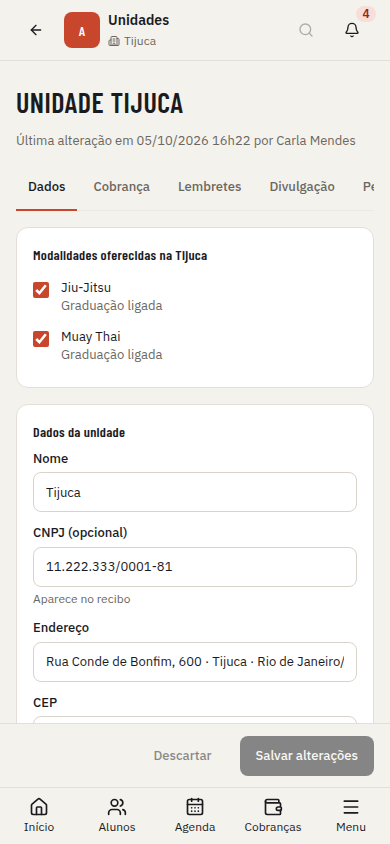 A
Unidades
Tijuca
4
UNIDADE TIJUCA
Última alteração em 05/10/2026 16h22 por Carla Mendes
Dados Cobrança Lembretes Divulgação Pe
Modalidades oferecidas na Tijuca
Jiu-Jitsu
Graduação ligada
Muay Thai
Graduação ligada
Dados da unidade
Nome
Tijuca
CNPJ (opcional)
11.222.333/0001-81
Aparece no recibo
Endereço
Rua Conde de Bonfim, 600 · Tijuca · Rio de Janeiro/
CEP
Descartar Salvar alterações
Início Alunos Agenda Cobranças Menu